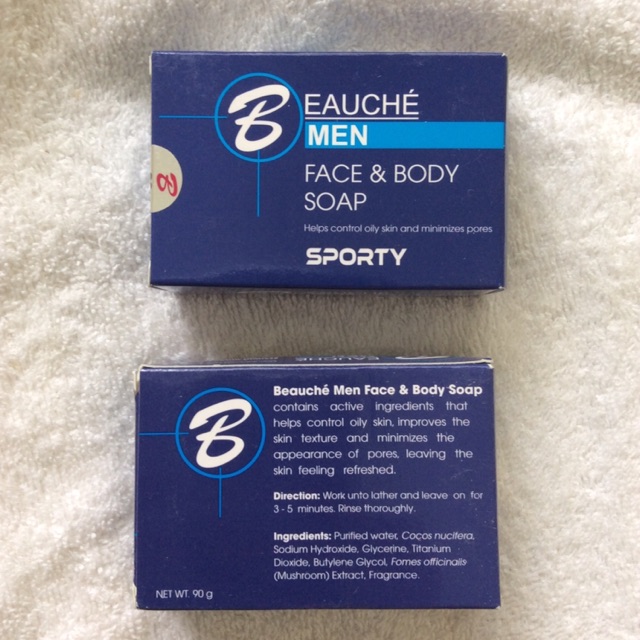 BEAUCHÉ
MEN
FACE & BODY
SOAP
Helps control oily skin and minimizes pores
SPORTY
B
EAUCHÉ
B
Beauché Men Face & Body Soap
contains active ingredients that
helps control oily skin, improves the
skin texture and minimizes the
appearance of pores, leaving the
skin feeling refreshed.
Direction: Work unto lather and leave on for
3 - 5 minutes. Rinse thoroughly.
Ingredients: Purified water, Cocos nucifera,
Sodium Hydroxide, Glycerine, Titanium
Dioxide, Butylene Glycol, Fomes officinalis
(Mushroom) Extract, Fragrance.
NET WT. 90 g